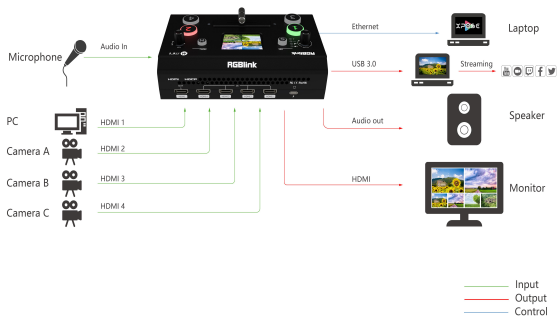 Ethernet
Laptop
XPOSE
Microphone
Audio In
RGBlink
USB 3.0
Streaming
Speaker
PC
HDMI 1
Audio out
Camera A
HDMI 2
Camera B
HDMI 3
HDMI
Monitor
Camera C
HDMI 4
Input
Output
Control